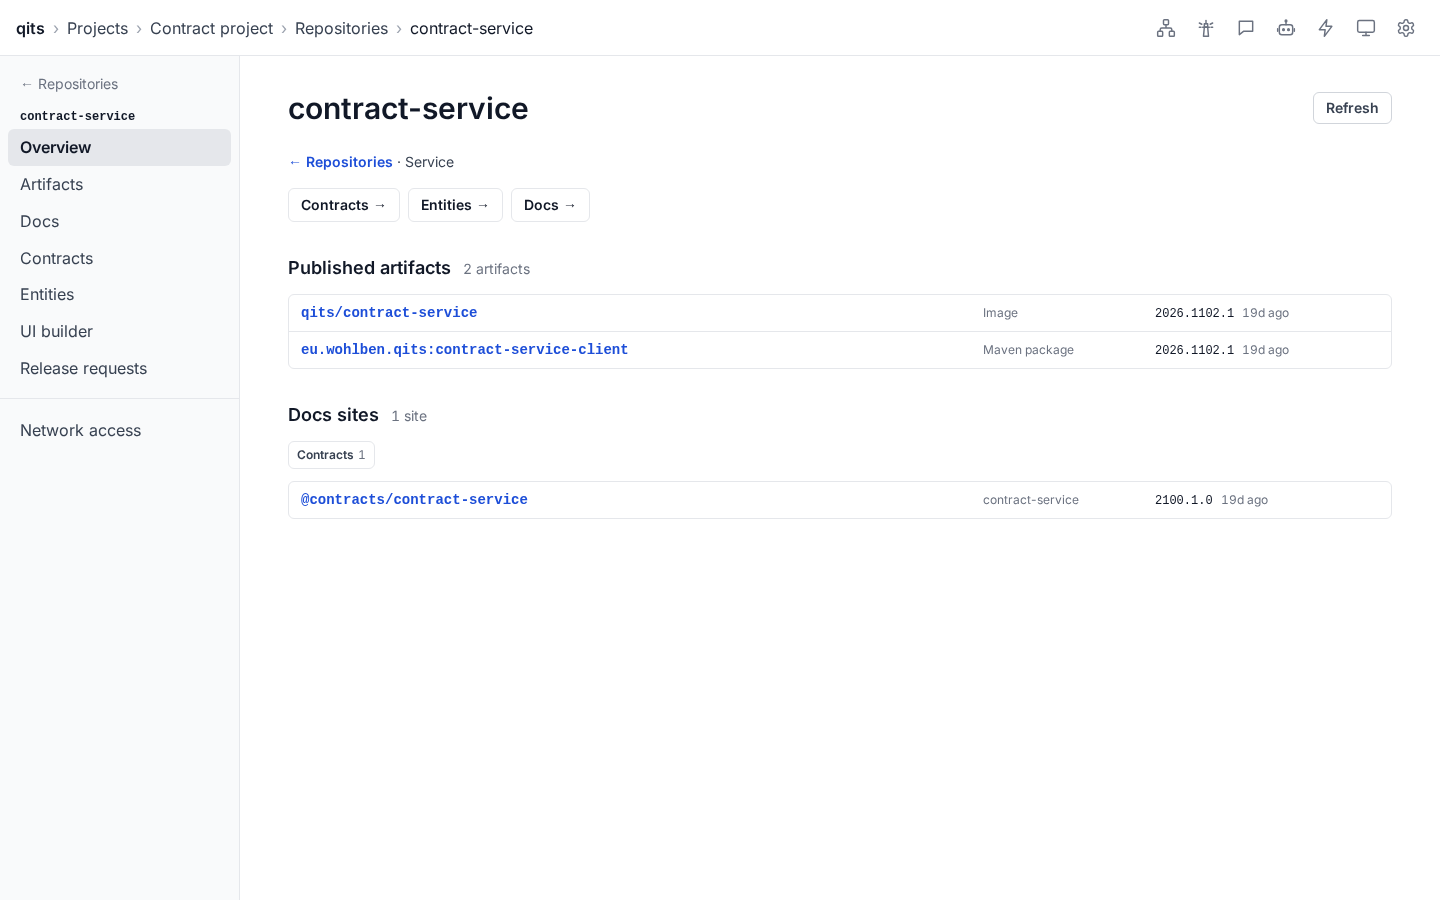 qits › Projects › Contract project › Repositories › contract-service
← Repositories
contract-service
Overview
Artifacts
Docs
Contracts
Entities
UI builder
Release requests
Network access
contract-service
Refresh
← Repositories · Service
Contracts →
Entities →
Docs →
Published artifacts 2 artifacts
qits/contract-service Image 2026.1102.1 19d ago
eu.wohlben.qits:contract-service-client Maven package 2026.1102.1 19d ago
Docs sites 1 site
Contracts 1
@contracts/contract-service contract-service 2100.1.0 19d ago